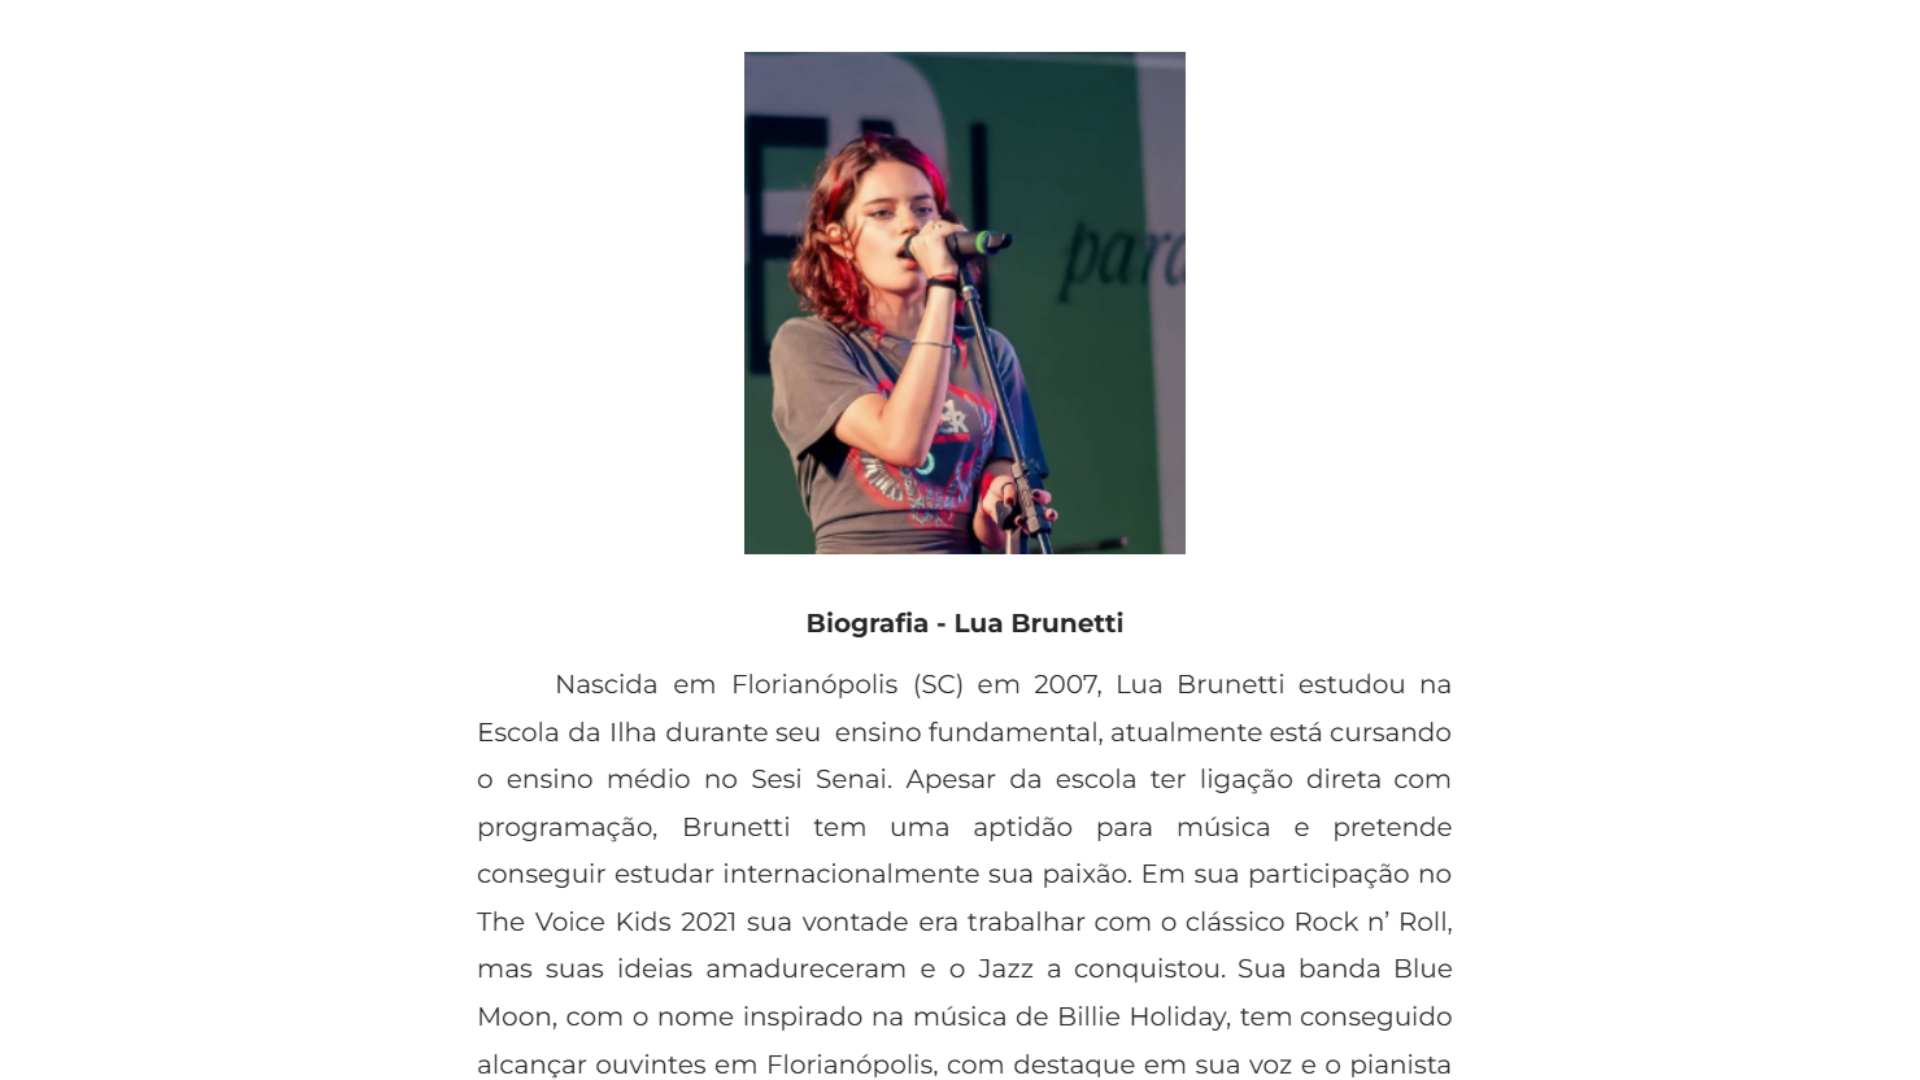 para
Biografia - Lua Brunetti
Nascida em Florianópolis (SC) em 2007, Lua Brunetti estudou na
Escola da Ilha durante seu ensino fundamental, atualmente está cursando
o ensino médio no Sesi Senai. Apesar da escola ter ligação direta com
programação, Brunetti tem uma aptidão para música e pretende
conseguir estudar internacionalmente sua paixão. Em sua participação no
The Voice Kids 2021 sua vontade era trabalhar com o clássico Rock n’ Roll,
mas suas ideias amadureceram e o Jazz a conquistou. Sua banda Blue
Moon, com o nome inspirado na música de Billie Holiday, tem conseguido
alcançar ouvintes em Florianópolis, com destaque em sua voz e o pianista